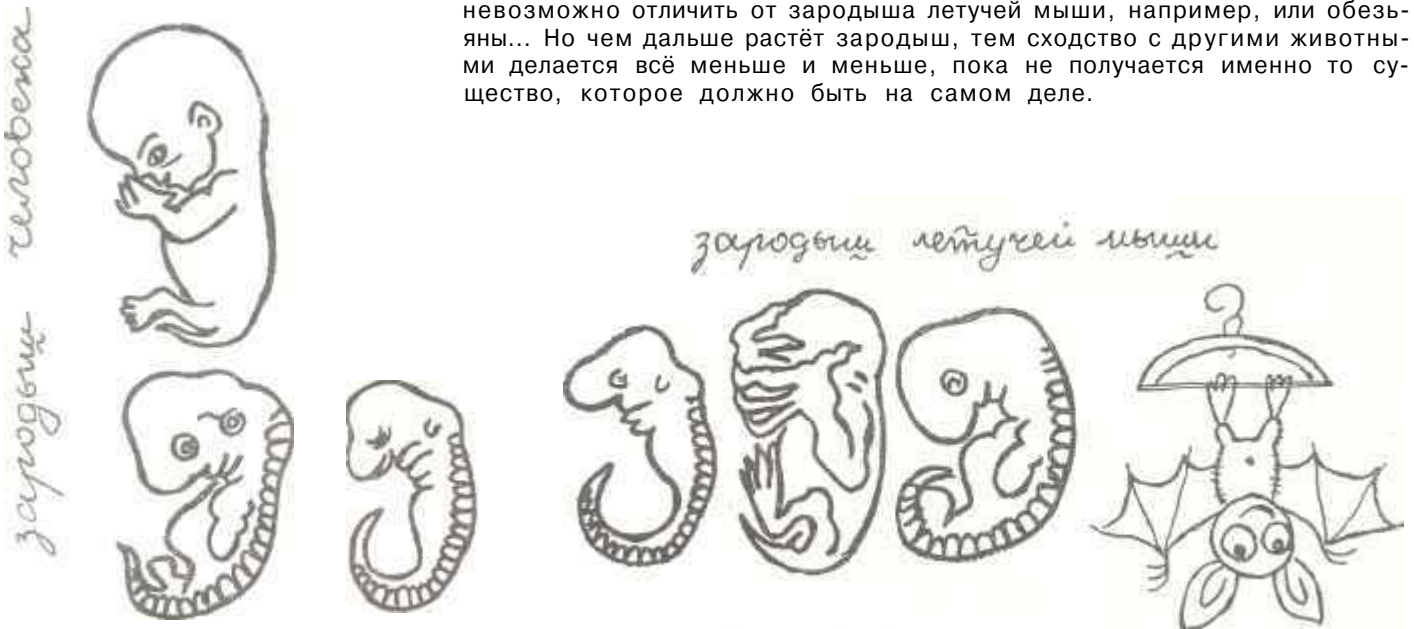 невозможно отличить от зародыша летучей мыши, например, или обезь-
яны... Но чем дальше растёт зародыш, тем сходство с другими животны-
ми делается всё меньше и меньше, пока не получается именно то су-
щество, которое должно быть на самом деле.
зародыш человека
зародыш летучей мыши